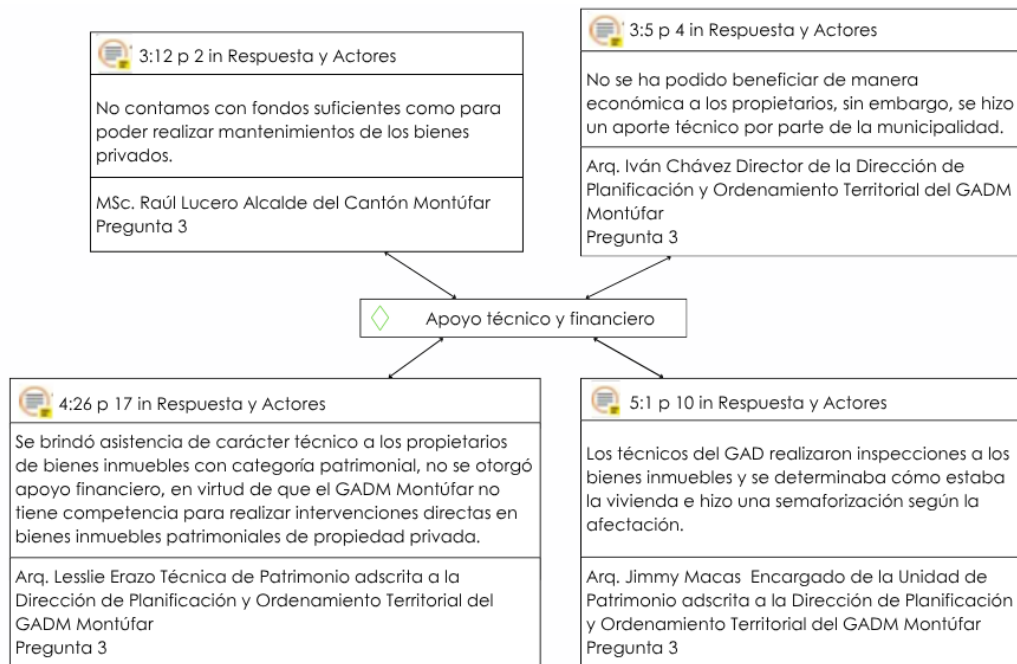 3:12 p 2 in Respuesta y Actores
No contamos con fondos suficientes como para
poder realizar mantenimientos de los bienes
privados.
MSc. Raúl Lucero Alcalde del Cantón Montúfar
Pregunta 3
3:5 p 4 in Respuesta y Actores
No se ha podido beneficiar de manera
económica a los propietarios, sin embargo, se hizo
un aporte técnico por parte de la municipalidad.
Arq. Iván Chávez Director de la Dirección de
Planificación y Ordenamiento Territorial del GADM
Montúfar
Pregunta 3
Apoyo técnico y financiero
4:26 p 17 in Respuesta y Actores
Se brindó asistencia de carácter técnico a los propietarios
de bienes inmuebles con categoría patrimonial, no se otorgó
apoyo financiero, en virtud de que el GADM Montúfar no
tiene competencia para realizar intervenciones directas en
bienes inmuebles patrimoniales de propiedad privada.
Arq. Lesslie Erazo Técnica de Patrimonio adscrita a la
Dirección de Planificación y Ordenamiento Territorial del
GADM Montúfar
Pregunta 3
5:1 p 10 in Respuesta y Actores
Los técnicos del GAD realizaron inspecciones a los
bienes inmuebles y se determinaba cómo estaba
la vivienda e hizo una semaforización según la
afectación.
Arq. Jimmy Macas Encargado de la Unidad de
Patrimonio adscrita a la Dirección de Planificación
y Ordenamiento Territorial del GADM Montúfar
Pregunta 3